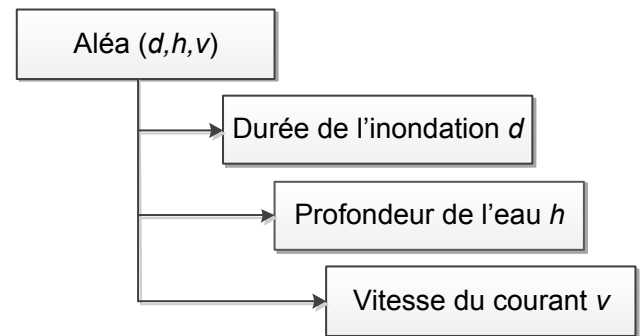 Aléa (d,h,v)
Durée de l’inondation d
Profondeur de l’eau h
Vitesse du courant v